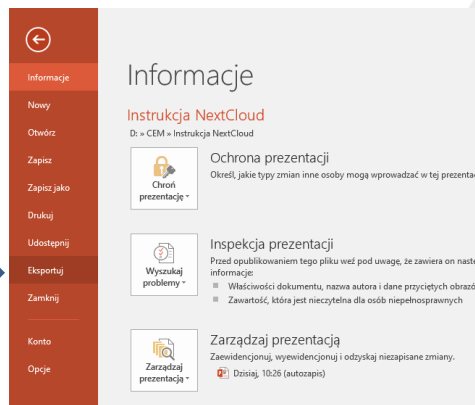 Informacje
Nowy
Otwórz
Zapisz
Zapisz jako
Drukuj
Udostępnij
Eksportuj
Zamknij
Konto
Opcje
Informacje
Instrukcja NextCloud
D: » CEM » Instrukcja NextCloud
Chroń
prezentację
Ochrona prezentacji
Określ, jakie typy zmian inne osoby mogą wprowadzać w tej
Wyszukaj
problemy
Inspekcja prezentacji
Przed opublikowaniem tego pliku weź pod uwagę, że zawiera on
informacje:
Właściwości dokumentu, nazwa autora i dane przyciętych
Zawartość, która jest nieczytelna dla osób niepełnosprawnych
Zarządzaj
prezentacją
Zarządzaj prezentacją
Zaewidencjonuj, wyewidencjonuj i odzyskaj niezapisane zmiany.
Dzisiaj, 10:26 (autozapis)